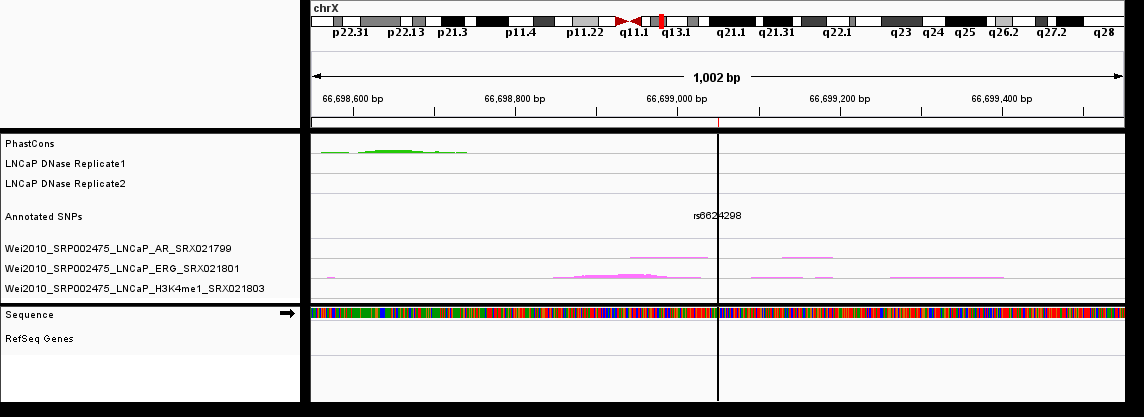 chrX
p22.31 p22.13 p21.3 p11.4 p11.22 q11.1 q13.1 q21.1 q21.31 q22.1 q23 q24 q25 q26.2 q27.2 q28
1,002 bp
66,698,600 bp 66,698,800 bp 66,699,000 bp 66,699,200 bp 66,699,400 bp
PhastCons
LNCaP DNase Replicate1
LNCaP DNase Replicate2
Annotated SNPs
rs6624298
Wei2010_SRP002475_LNCaP_AR_SRX021799
Wei2010_SRP002475_LNCaP_ERG_SRX021801
Wei2010_SRP002475_LNCaP_H3K4me1_SRX021803
Sequence
RefSeq Genes